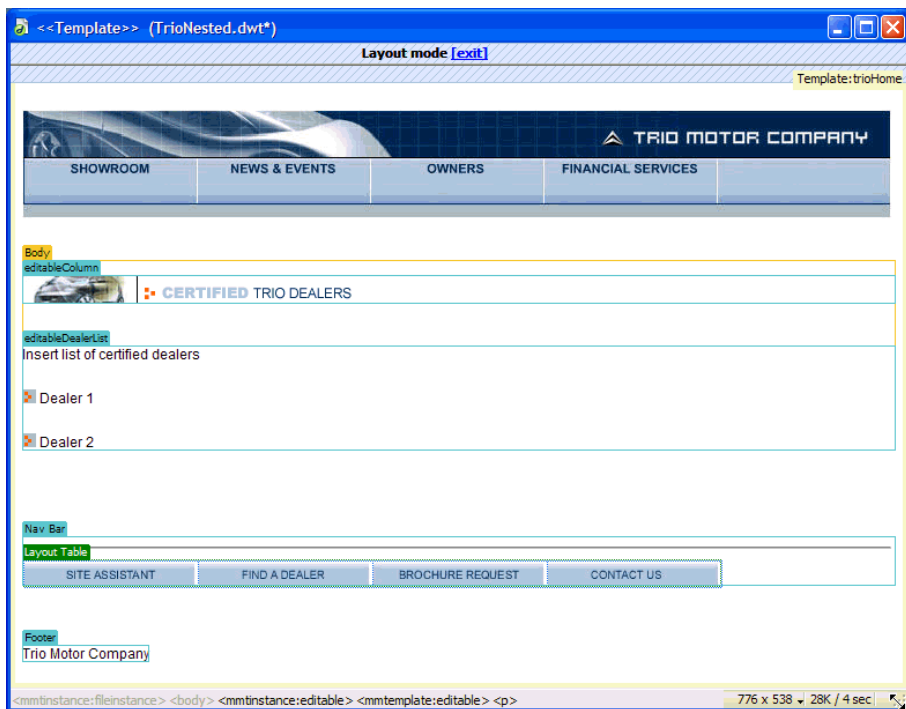 <<Template>> (TrioNested.dwt*)
Layout mode [exit]
Template:trioHome
TRIO MOTOR COMPANY
SHOWROOM NEWS & EVENTS OWNERS FINANCIAL SERVICES
Body
editableColumn
CERTIFIED TRIO DEALERS
editableDealerList
Insert list of certified dealers
Dealer 1
Dealer 2
Nav Bar
Layout Table
SITE ASSISTANT FIND A DEALER BROCHURE REQUEST CONTACT US
Footer
Trio Motor Company
<mmtinstance:fileinstance> <body> <mmtinstance:editable> <mmtemplate:editable> <p> 776 x 538 28K / 4 sec